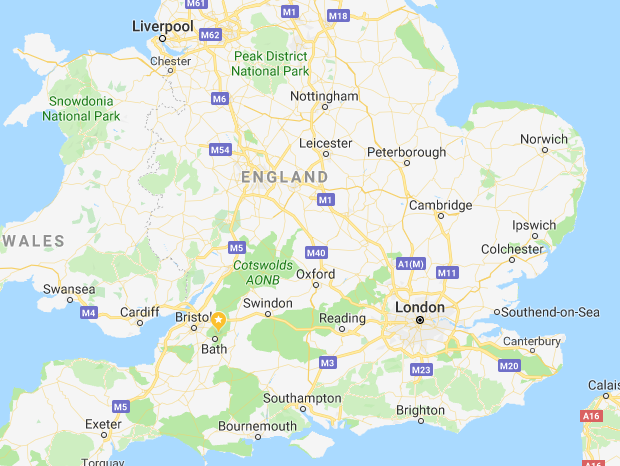 M61
M1
M18
Liverpool
M62
Chester
Peak District
National Park
M6
Nottingham
Snowdonia
National Park
Leicester
Norwich
M54
Peterborough
ENGLAND
M1
Cambridge
Ipswich
WALES
M5
M40
Colchester
Cotswolds
AONB
A1(M)
M11
Oxford
Swansea
Swindon
London
M4
Cardiff
Bristol
Reading
Southend-on-Sea
Bath
Canterbury
M3
M23
M20
Calais
Southampton
M5
Brighton
A16
Exeter
Bournemouth
Torquay
A16